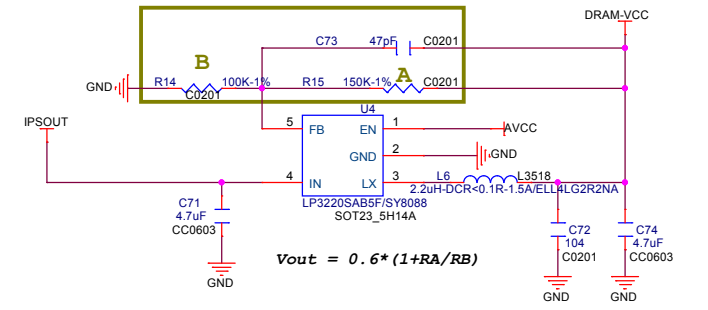 DRAM-VCC
C73 47pF C0201
B A
GND R14 100K-1% R15 150K-1% C0201
C0201
U4
IPSOUT
5 FB EN 1 AVCC
GND 2 GND
4 IN LX 3 L6 L3518
2.2uH-DCR<0.1R-1.5A/ELL4LG2R2NA
LP3220SAB5F/SY8088
SOT23_5H14A
C71
4.7uF
CC0603
C72
104
C0201
C74
4.7uF
CC0603
Vout = 0.6*(1+RA/RB)
GND
GND
GND